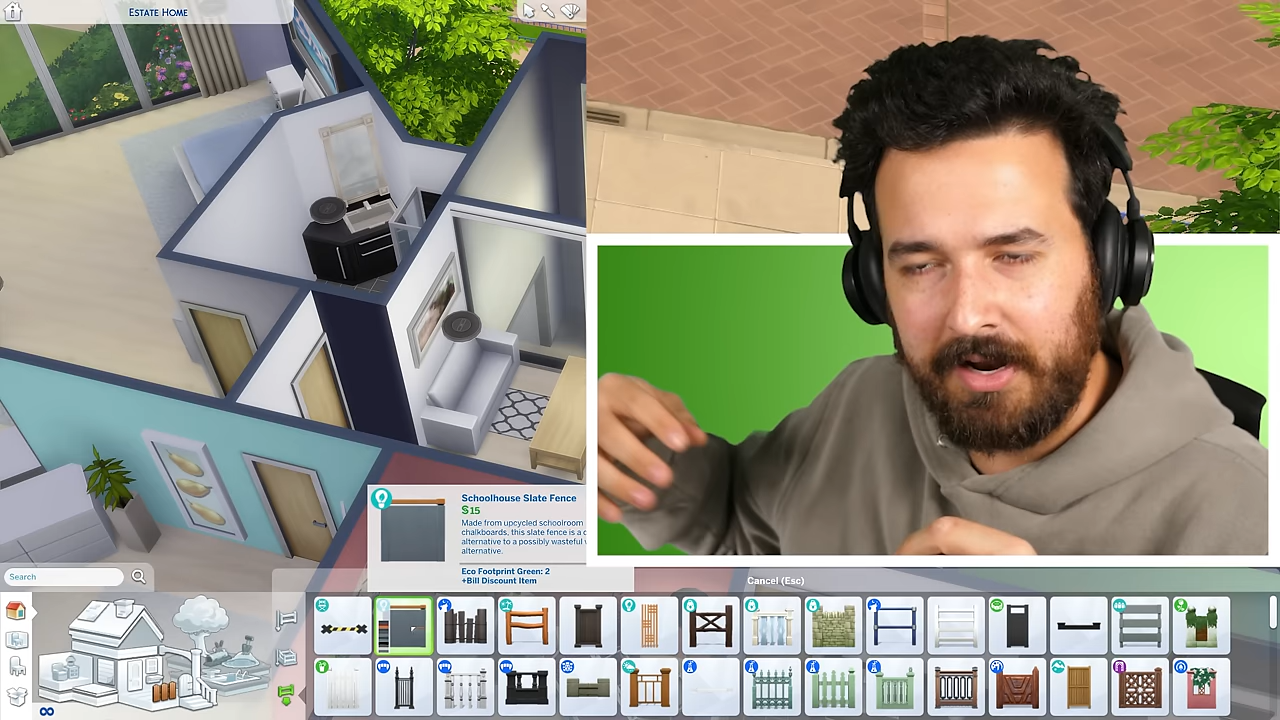 ESTATE HOME
Schoolhouse Slate Fence
$15
Made from upcycled schoolroom
chalkboards, this slate fence is a
alternative to a possibly wasteful
alternative.
Eco Footprint Green: 2
+Bill Discount Item
Search
Cancel (Esc)
∞